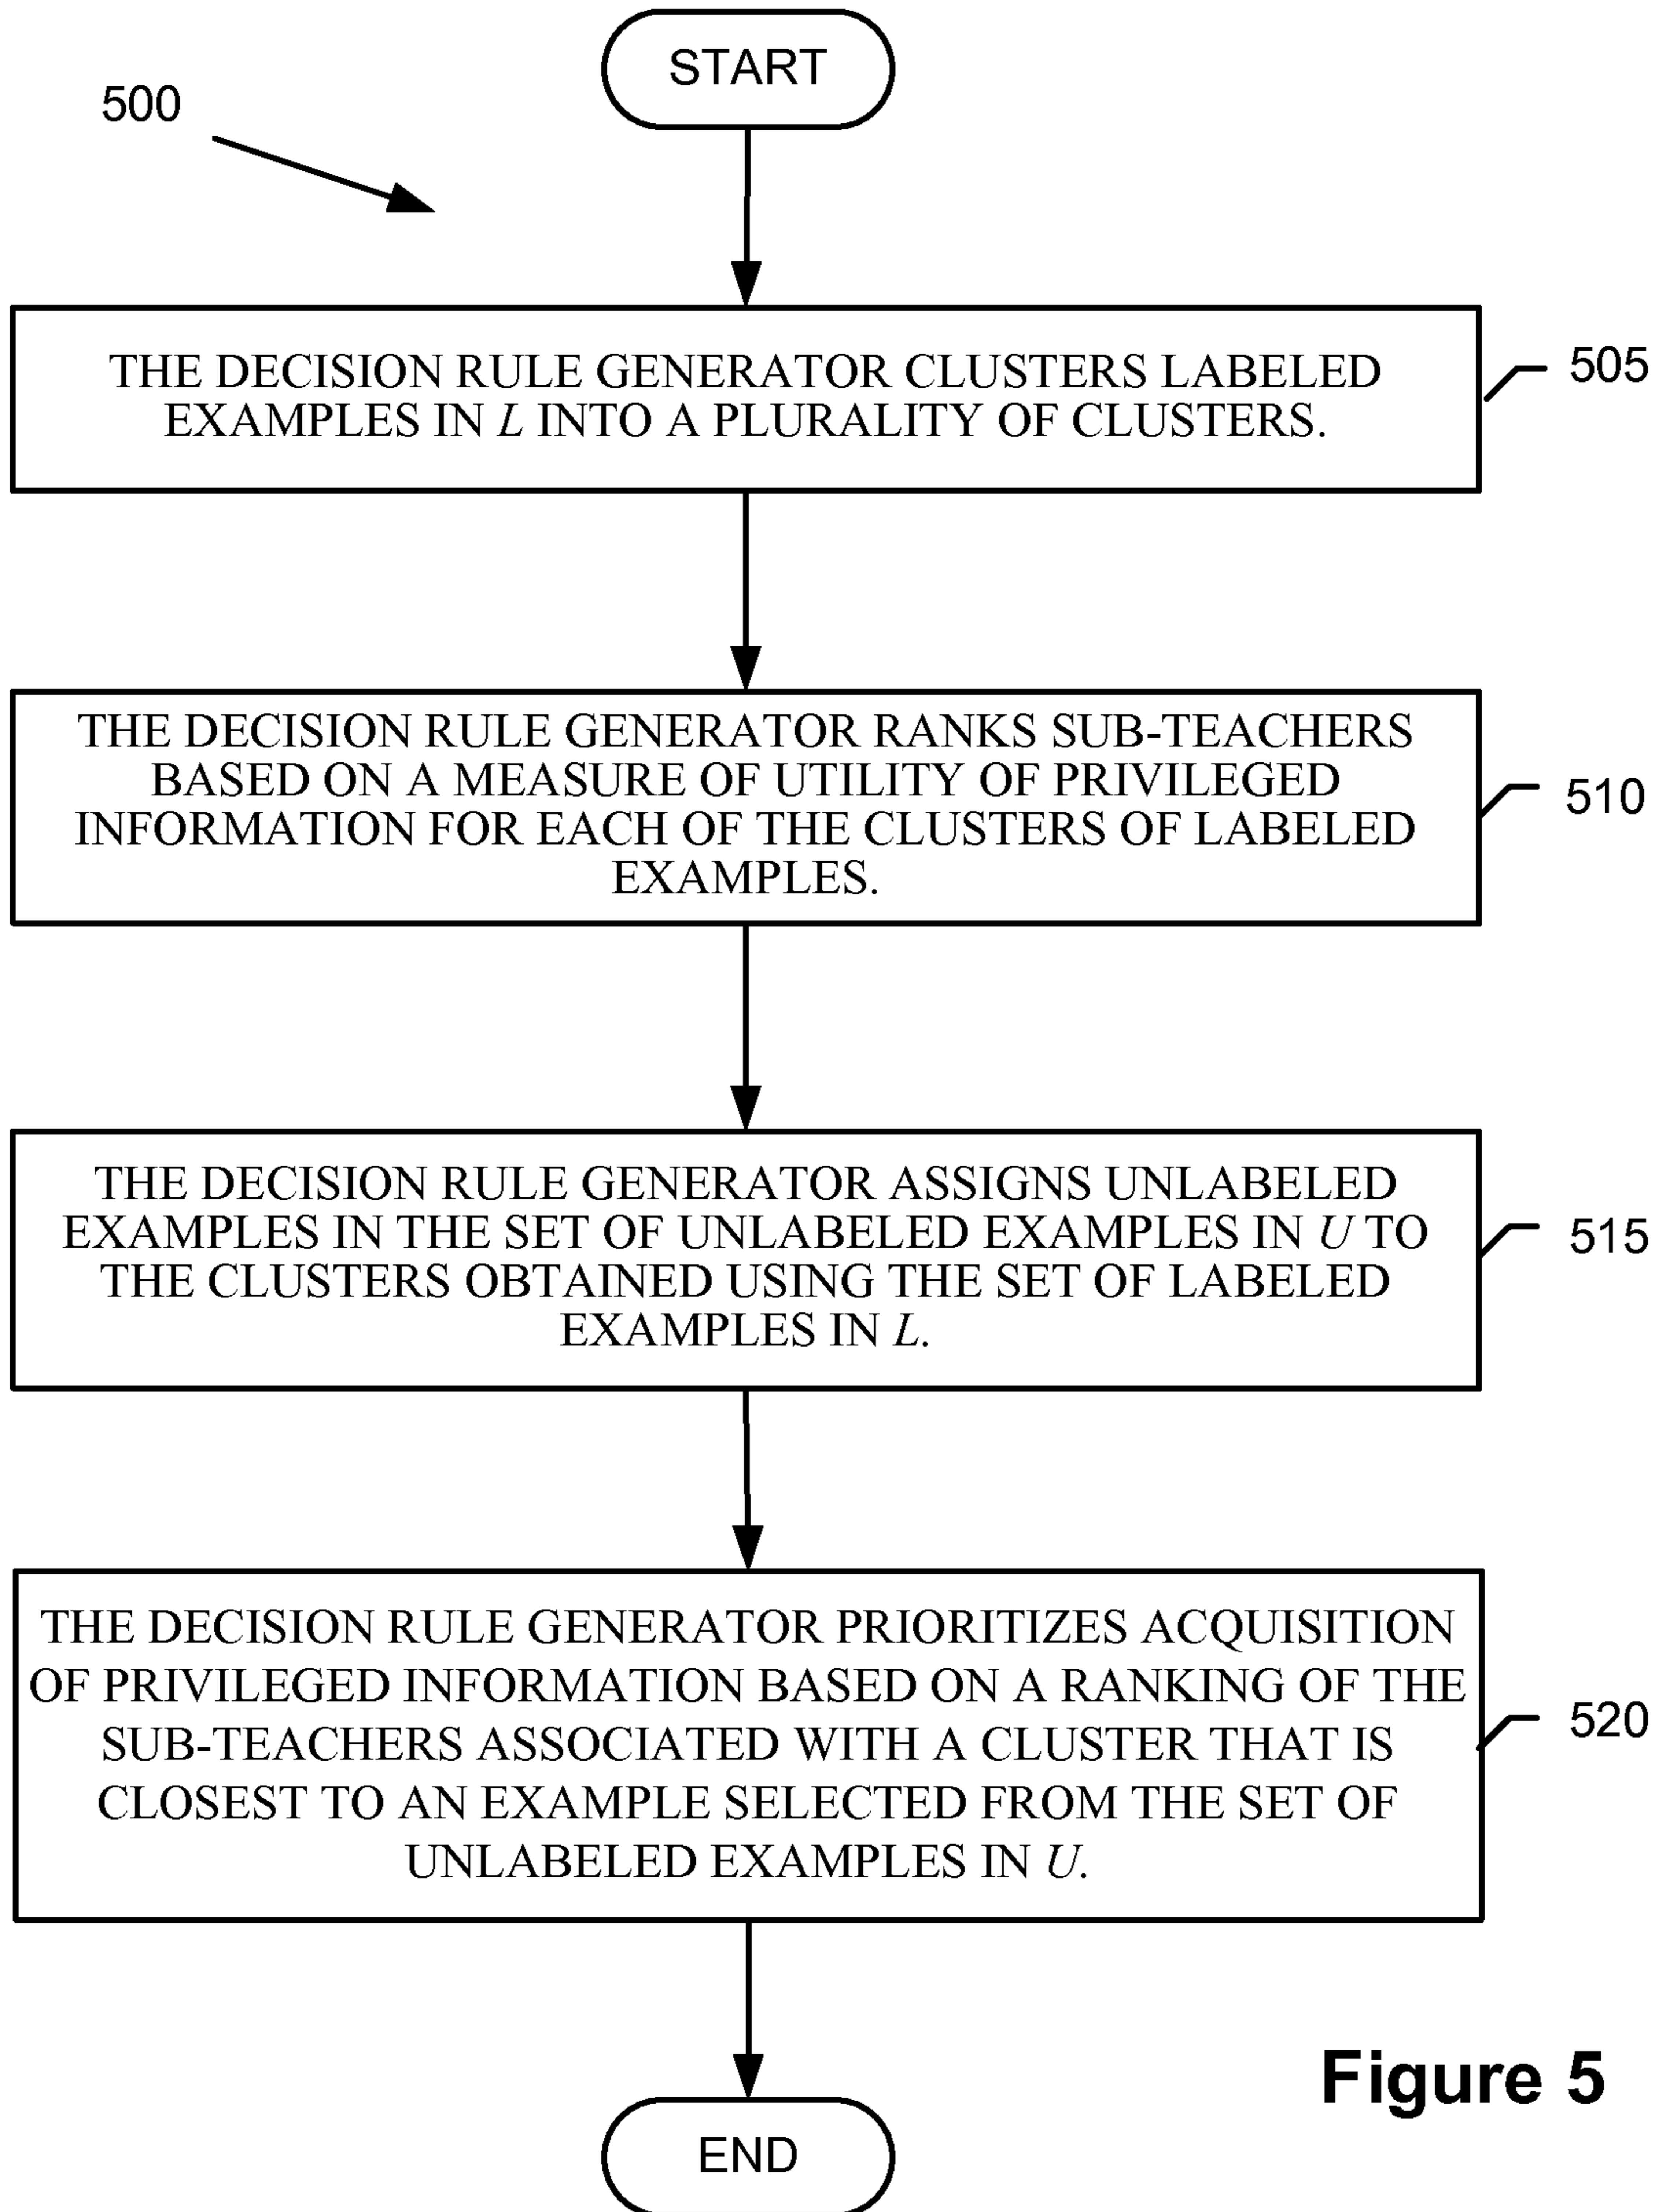 START
500
THE DECISION RULE GENERATOR CLUSTERS LABELED
EXAMPLES IN L INTO A PLURALITY OF CLUSTERS.
505
THE DECISION RULE GENERATOR RANKS SUB-TEACHERS
BASED ON A MEASURE OF UTILITY OF PRIVILEGED
INFORMATION FOR EACH OF THE CLUSTERS OF LABELED
EXAMPLES.
510
THE DECISION RULE GENERATOR ASSIGNS UNLABELED
EXAMPLES IN THE SET OF UNLABELED EXAMPLES IN U TO
THE CLUSTERS OBTAINED USING THE SET OF LABELED
EXAMPLES IN L.
515
THE DECISION RULE GENERATOR PRIORITIZES ACQUISITION
OF PRIVILEGED INFORMATION BASED ON A RANKING OF THE
SUB-TEACHERS ASSOCIATED WITH A CLUSTER THAT IS
CLOSEST TO AN EXAMPLE SELECTED FROM THE SET OF
UNLABELED EXAMPLES IN U.
520
Figure 5
END